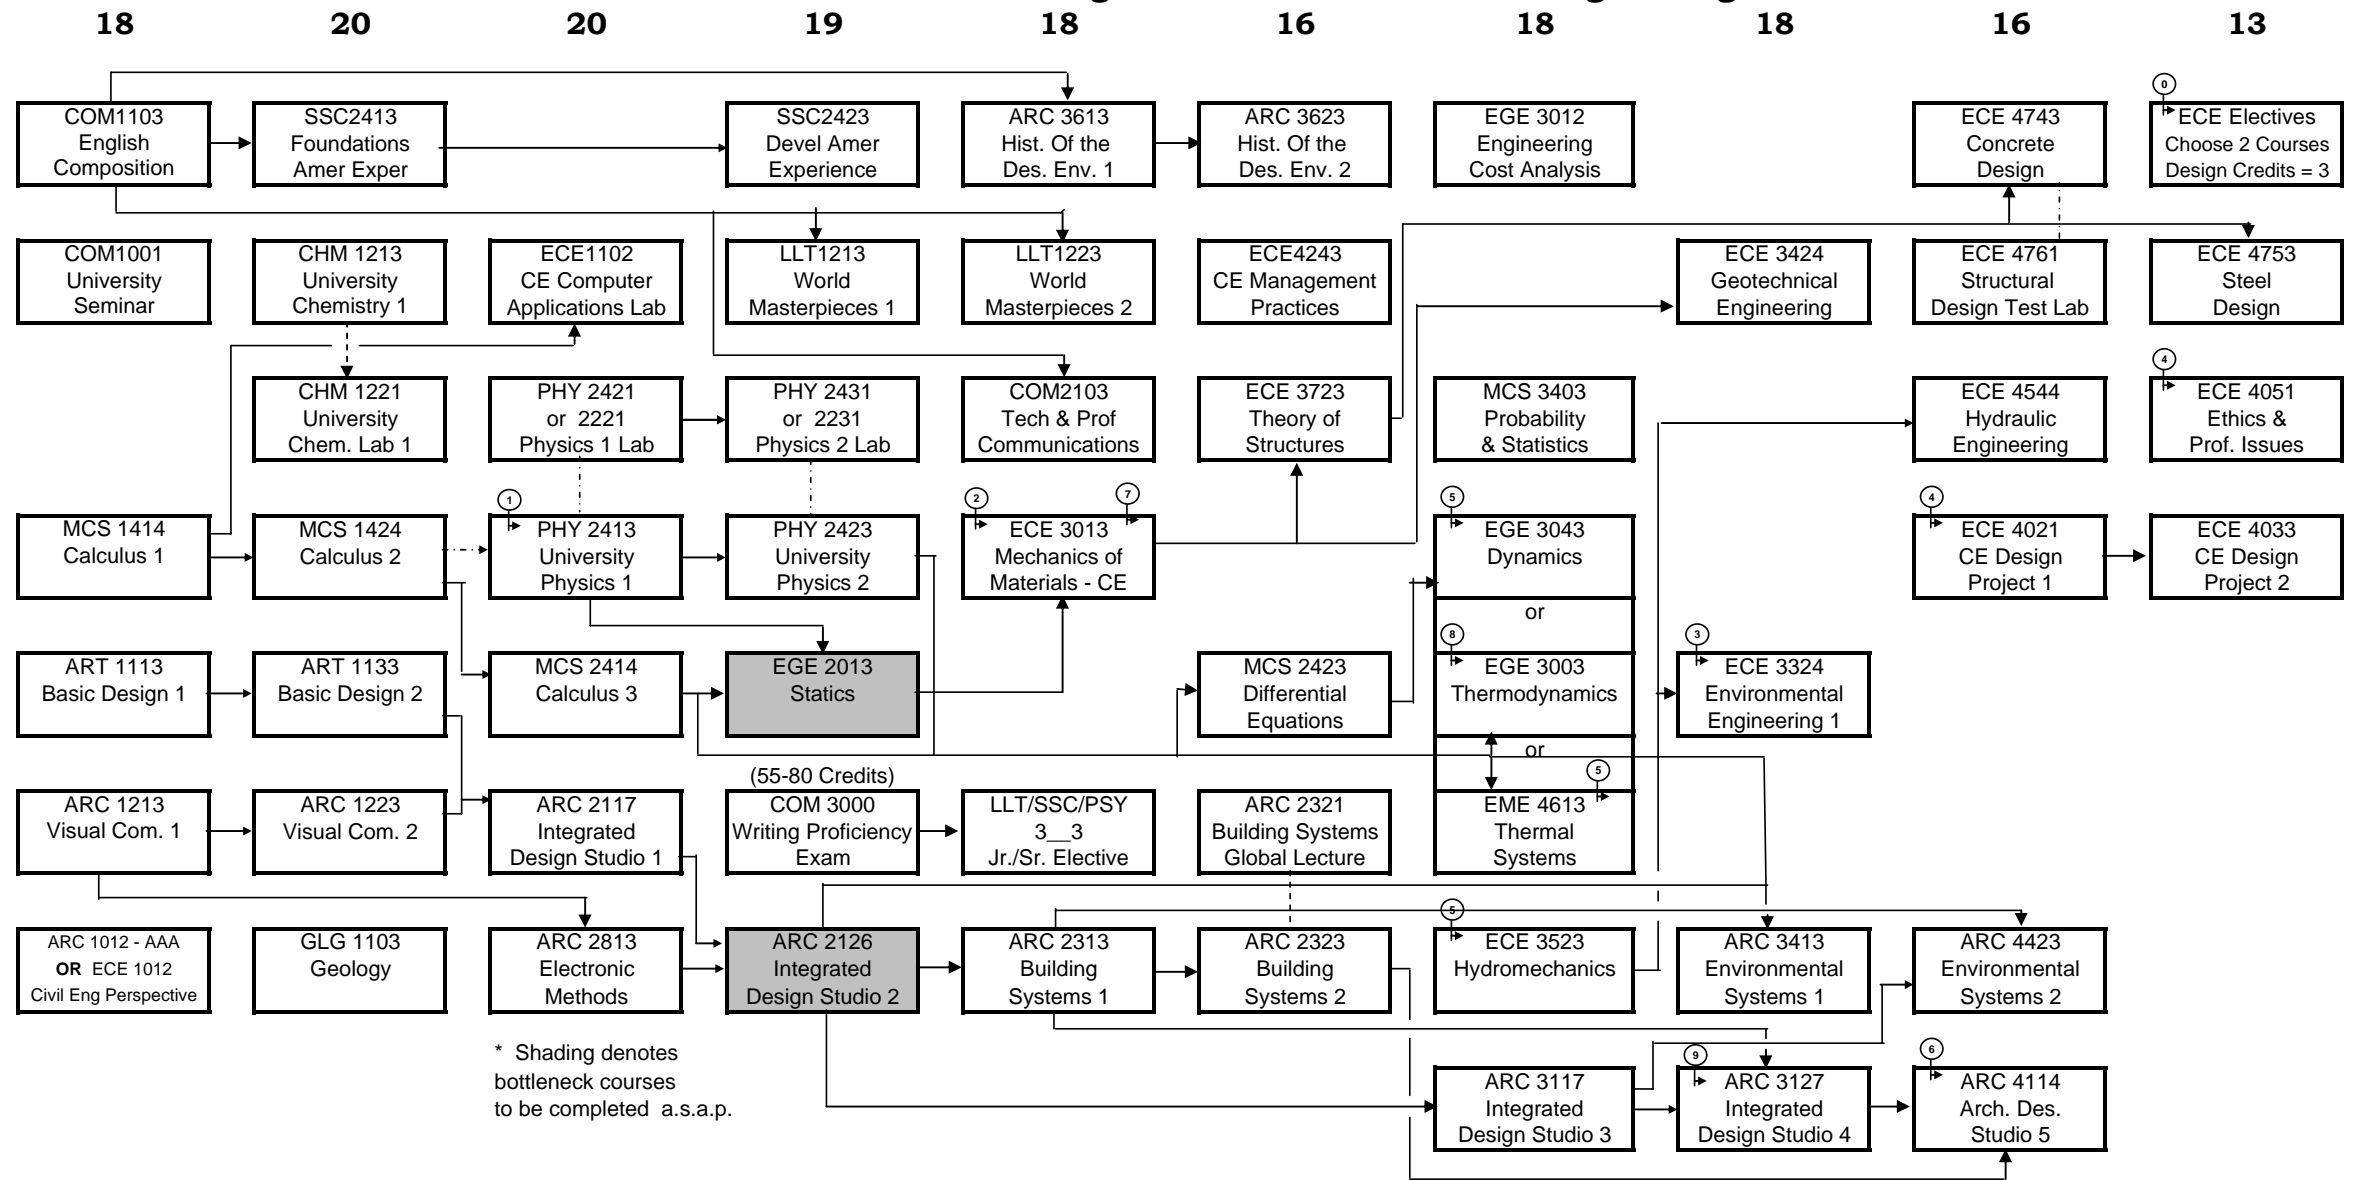 18 20 20 19 18 16 18 18 16 13
COM1103
English
Composition
SSC2413
Foundations
Amer Exper
SSC2423
Devel Amer
Experience
ARC 3613
Hist. Of the
Des. Env. 1
ARC 3623
Hist. Of the
Des. Env. 2
EGE 3012
Engineering
Cost Analysis
ECE 4743
Concrete
Design
0
ECE Electives
Choose 2 Courses
Design Credits = 3
COM1001
University
Seminar
CHM 1213
University
Chemistry 1
ECE1102
CE Computer
Applications Lab
LLT1213
World
Masterpieces 1
LLT1223
World
Masterpieces 2
ECE4243
CE Management
Practices
ECE 3424
Geotechnical
Engineering
ECE 4761
Structural
Design Test Lab
ECE 4753
Steel
Design
CHM 1221
University
Chem. Lab 1
PHY 2421
or 2221
Physics 1 Lab
PHY 2431
or 2231
Physics 2 Lab
COM2103
Tech & Prof
Communications
ECE 3723
Theory of
Structures
MCS 3403
Probability
& Statistics
ECE 4544
Hydraulic
Engineering
4
ECE 4051
Ethics &
Prof. Issues
MCS 1414
Calculus 1
MCS 1424
Calculus 2
1
PHY 2413
University
Physics 1
PHY 2423
University
Physics 2
2
7
ECE 3013
Mechanics of
Materials - CE
5
EGE 3043
Dynamics
or
4
ECE 4021
CE Design
Project 1
ECE 4033
CE Design
Project 2
ART 1113
Basic Design 1
ART 1133
Basic Design 2
MCS 2414
Calculus 3
EGE 2013
Statics
MCS 2423
Differential
Equations
8
EGE 3003
Thermodynamics
or
3
ECE 3324
Environmental
Engineering 1
ARC 1213
Visual Com. 1
ARC 1223
Visual Com. 2
ARC 2117
Integrated
Design Studio 1
(55-80 Credits)
COM 3000
Writing Proficiency
Exam
LLT/SSC/PSY
3__3
Jr./Sr. Elective
ARC 2321
Building Systems
Global Lecture
5
EME 4613
Thermal
Systems
ARC 1012 - AAA
OR ECE 1012
Civil Eng Perspective
GLG 1103
Geology
ARC 2813
Electronic
Methods
ARC 2126
Integrated
Design Studio 2
ARC 2313
Building
Systems 1
ARC 2323
Building
Systems 2
5
ECE 3523
Hydromechanics
ARC 3413
Environmental
Systems 1
ARC 4423
Environmental
Systems 2
* Shading denotes
bottleneck courses
to be completed a.s.a.p.
ARC 3117
Integrated
Design Studio 3
9
ARC 3127
Integrated
Design Studio 4
6
ARC 4114
Arch. Des.
Studio 5